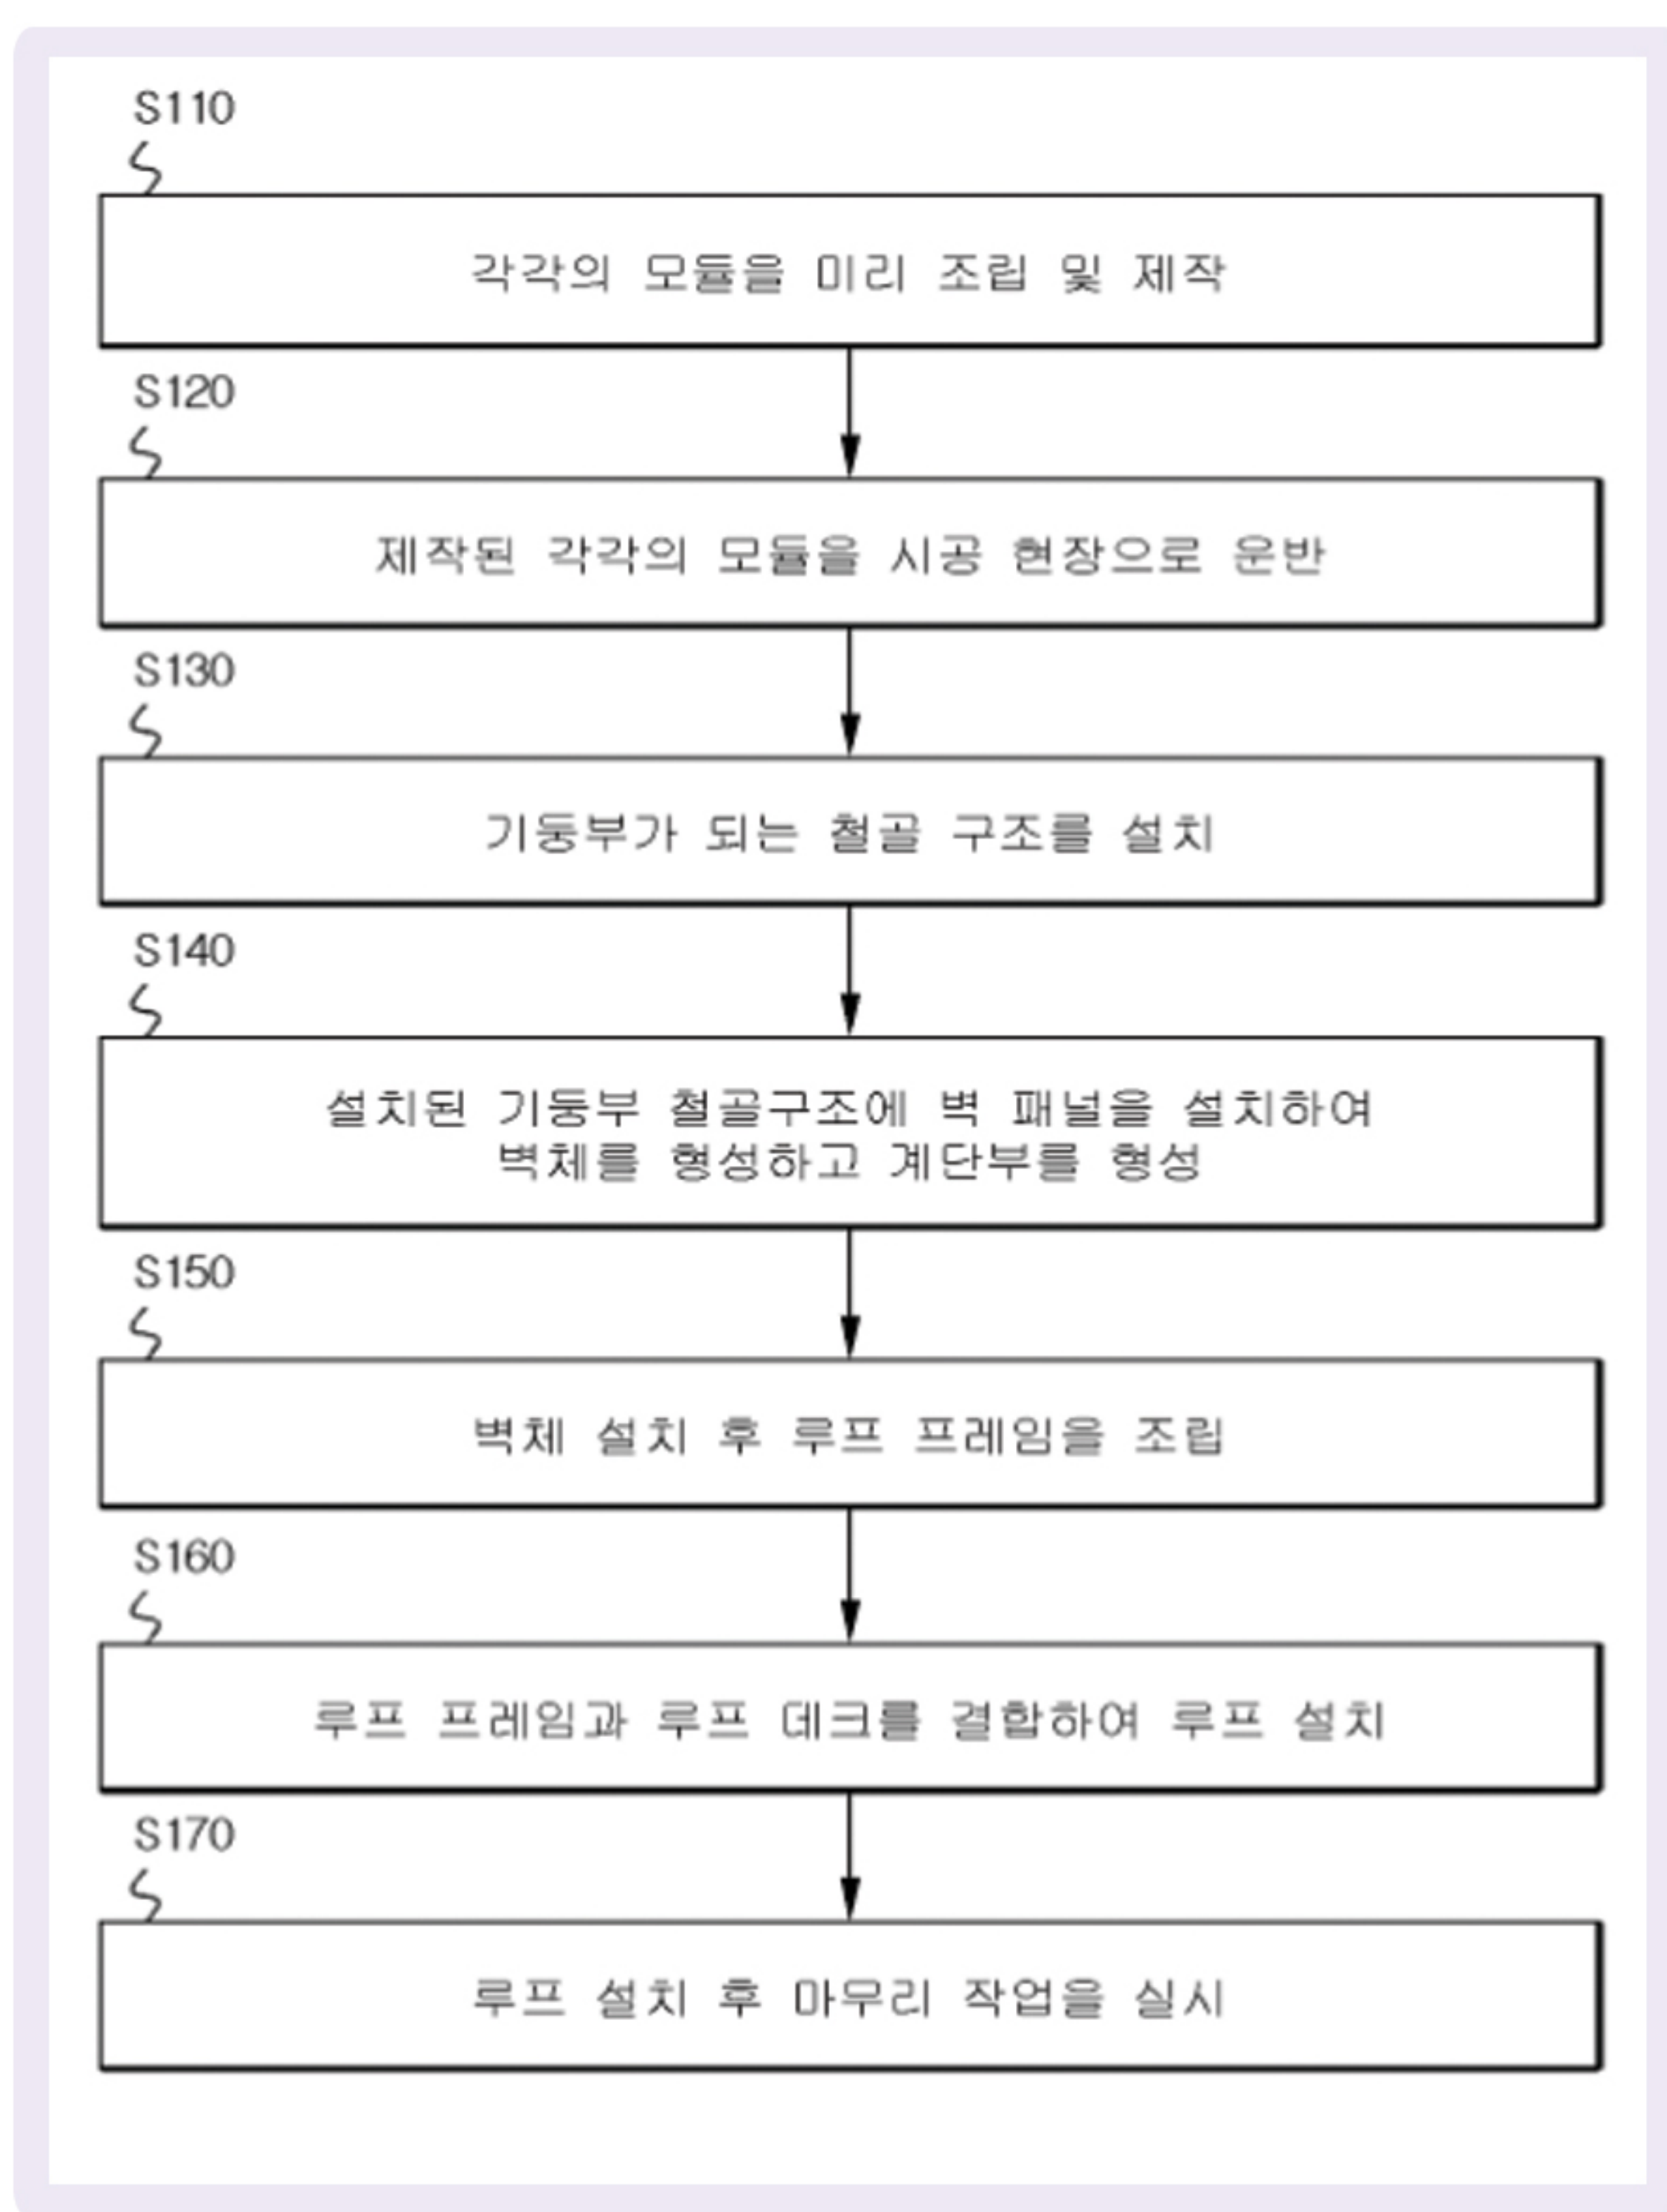 S110
각각의 모듈을 미리 조립 및 제작
S120
제작된 각각의 모듈을 시공 현장으로 운반
S130
기둥부가 되는 철골 구조를 설치
S140
설치된 기둥부 철골구조에 벽 패널을 설치하여
벽체를 형성하고 계단부를 형성
S150
벽체 설치 후 루프 프레임을 조립
S160
루프 프레임과 루프 데크를 결합하여 루프 설치
S170
루프 설치 후 마무리 작업을 실시